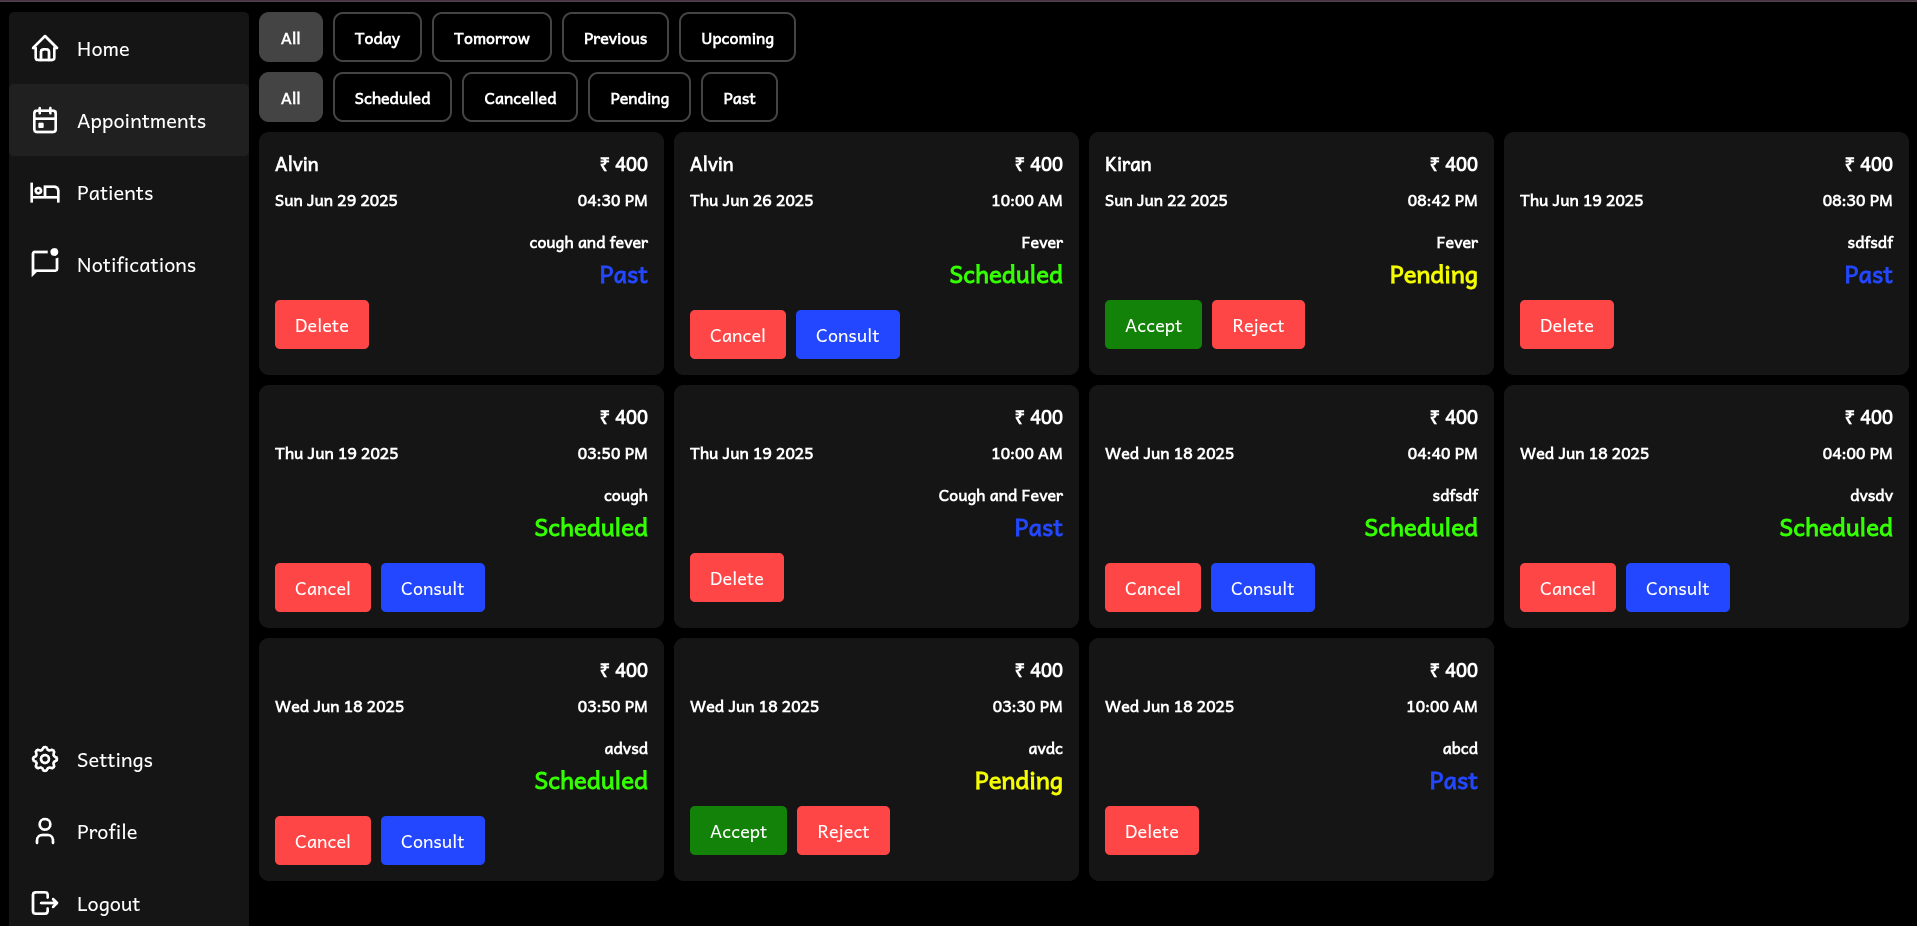 Home
Appointments
Patients
Notifications
Settings
Profile
Logout
All Today Tomorrow Previous Upcoming
All Scheduled Cancelled Pending Past
Alvin ₹ 400
Sun Jun 29 2025 04:30 PM
cough and fever
Past
Delete
Alvin ₹ 400
Thu Jun 26 2025 10:00 AM
Fever
Scheduled
Cancel Consult
Kiran ₹ 400
Sun Jun 22 2025 08:42 PM
Fever
Pending
Accept Reject
₹ 400
Thu Jun 19 2025 08:30 PM
sdfsdf
Past
Delete
₹ 400
Thu Jun 19 2025 03:50 PM
cough
Scheduled
Cancel Consult
₹ 400
Thu Jun 19 2025 10:00 AM
Cough and Fever
Past
Delete
₹ 400
Wed Jun 18 2025 04:40 PM
sdfsdf
Scheduled
Cancel Consult
₹ 400
Wed Jun 18 2025 04:00 PM
dvsdv
Scheduled
Cancel Consult
₹ 400
Wed Jun 18 2025 03:50 PM
advsd
Scheduled
Cancel Consult
₹ 400
Wed Jun 18 2025 03:30 PM
avdc
Pending
Accept Reject
₹ 400
Wed Jun 18 2025 10:00 AM
abcd
Past
Delete